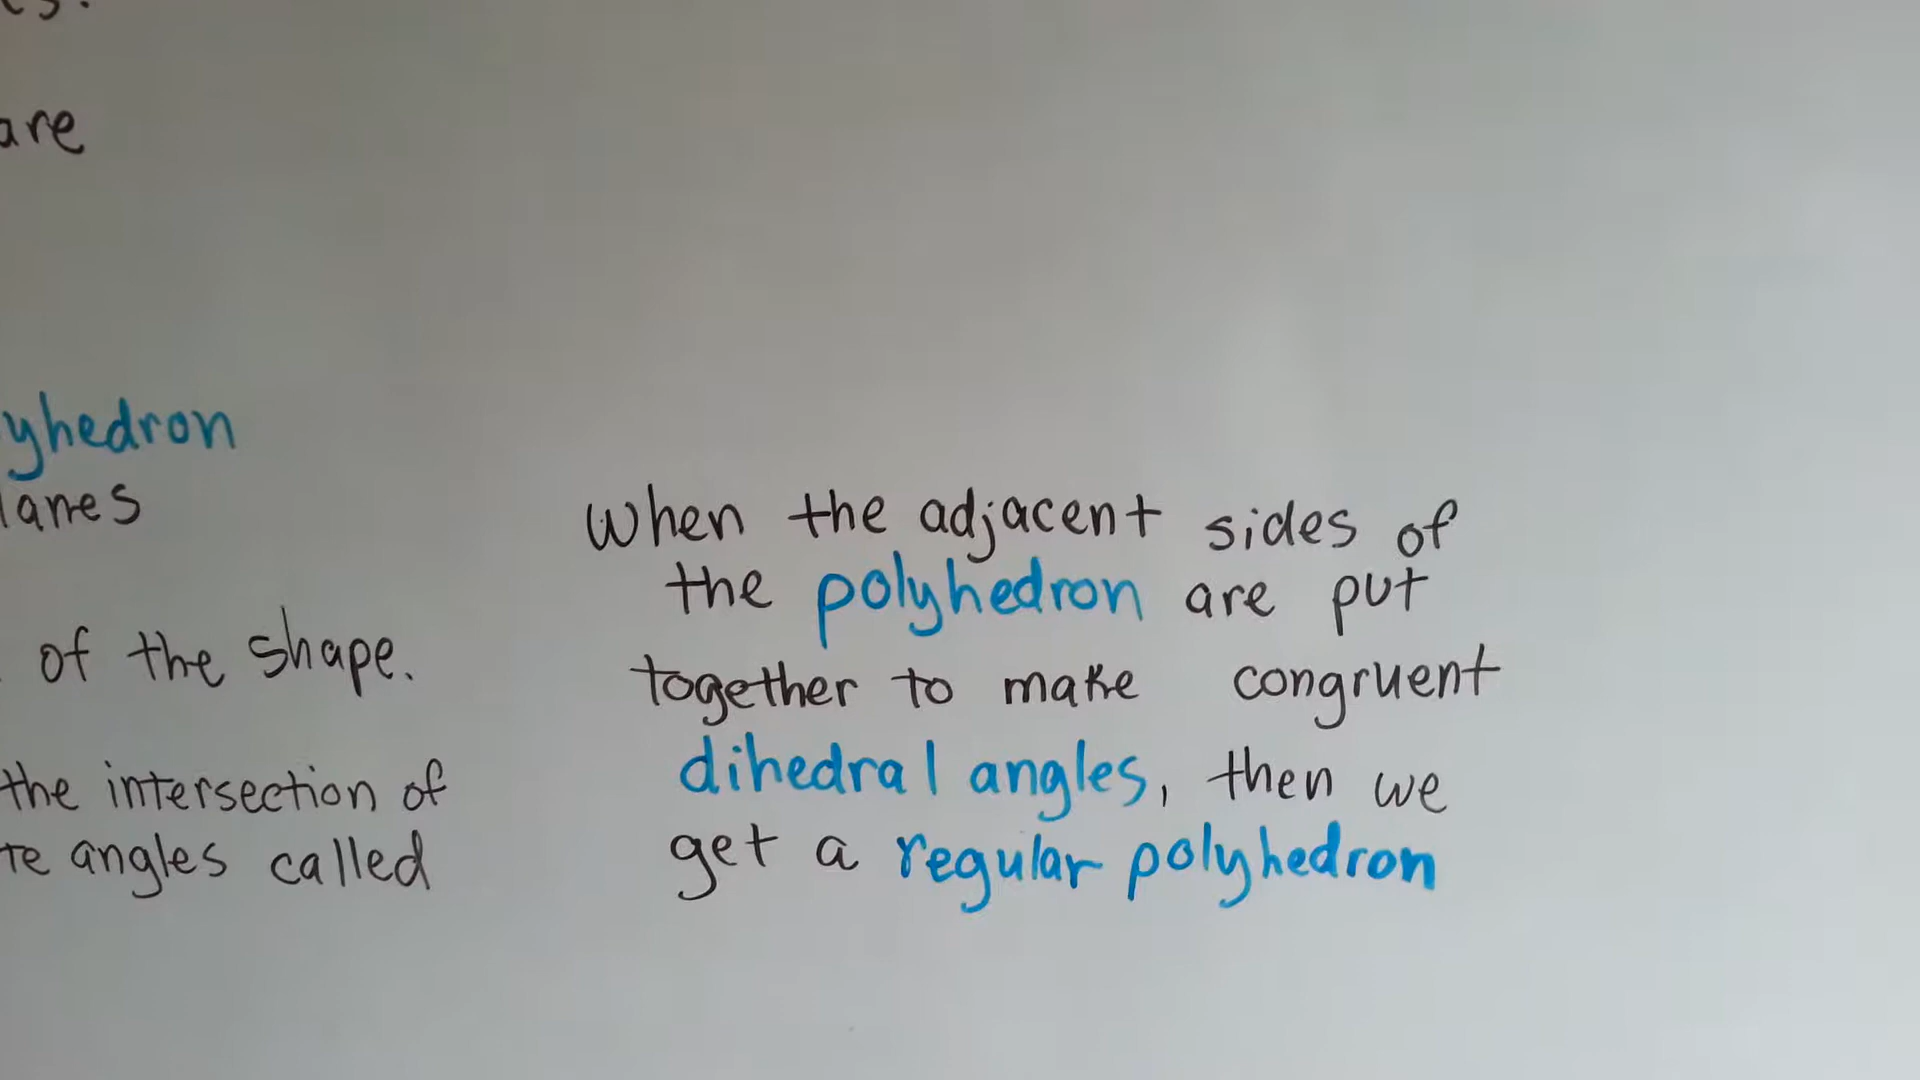 are
yhedron
lanes
of the shape.
the intersection of
te angles called
When the adjacent sides of
the polyhedron are put
together to make congruent
dihedral angles, then we
get a regular polyhedron